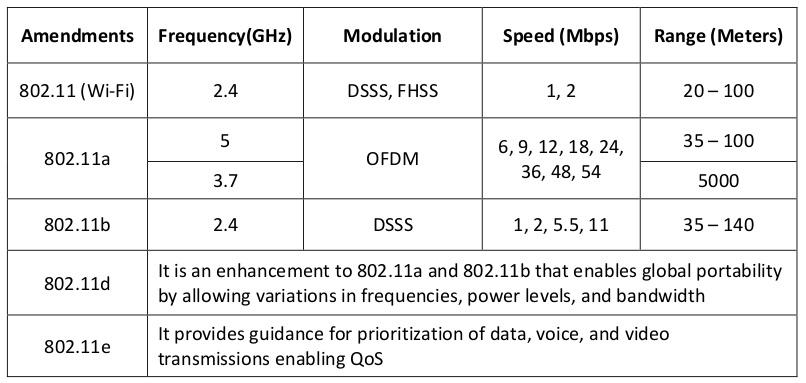 Amendments Frequency(GHz) Modulation Speed (Mbps) Range (Meters)
802.11 (Wi-Fi) 2.4 DSSS, FHSS 1, 2 20 – 100
802.11a 5 OFDM 6, 9, 12, 18, 24, 35 – 100
3.7 36, 48, 54 5000
802.11b 2.4 DSSS 1, 2, 5.5, 11 35 – 140
802.11d It is an enhancement to 802.11a and 802.11b that enables global portability
by allowing variations in frequencies, power levels, and bandwidth
802.11e It provides guidance for prioritization of data, voice, and video
transmissions enabling QoS